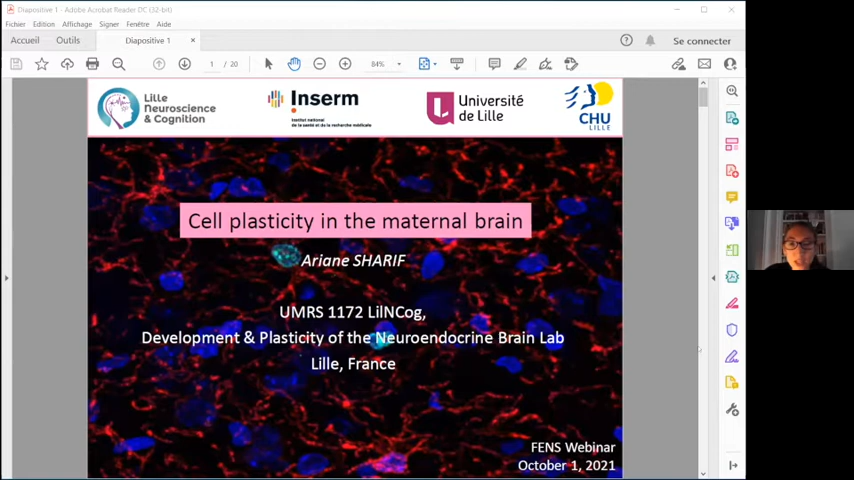 Diapositive 1 - Adobe Acrobat Reader DC (32-bit)
Fichier Edition Affichage Signer Fenêtre Aide
Accueil Outils Diapositive 1 × Se connecter
1 / 20 84%
Lille
Neuroscience
& Cognition
Inserm
Institut national
de la santé et de la recherche médicale
Université
de Lille
CHU
LILLE
Cell plasticity in the maternal brain
Ariane SHARIF
UMRS 1172 LilNCog,
Development & Plasticity of the Neuroendocrine Brain Lab
Lille, France
FENS Webinar
October 1, 2021